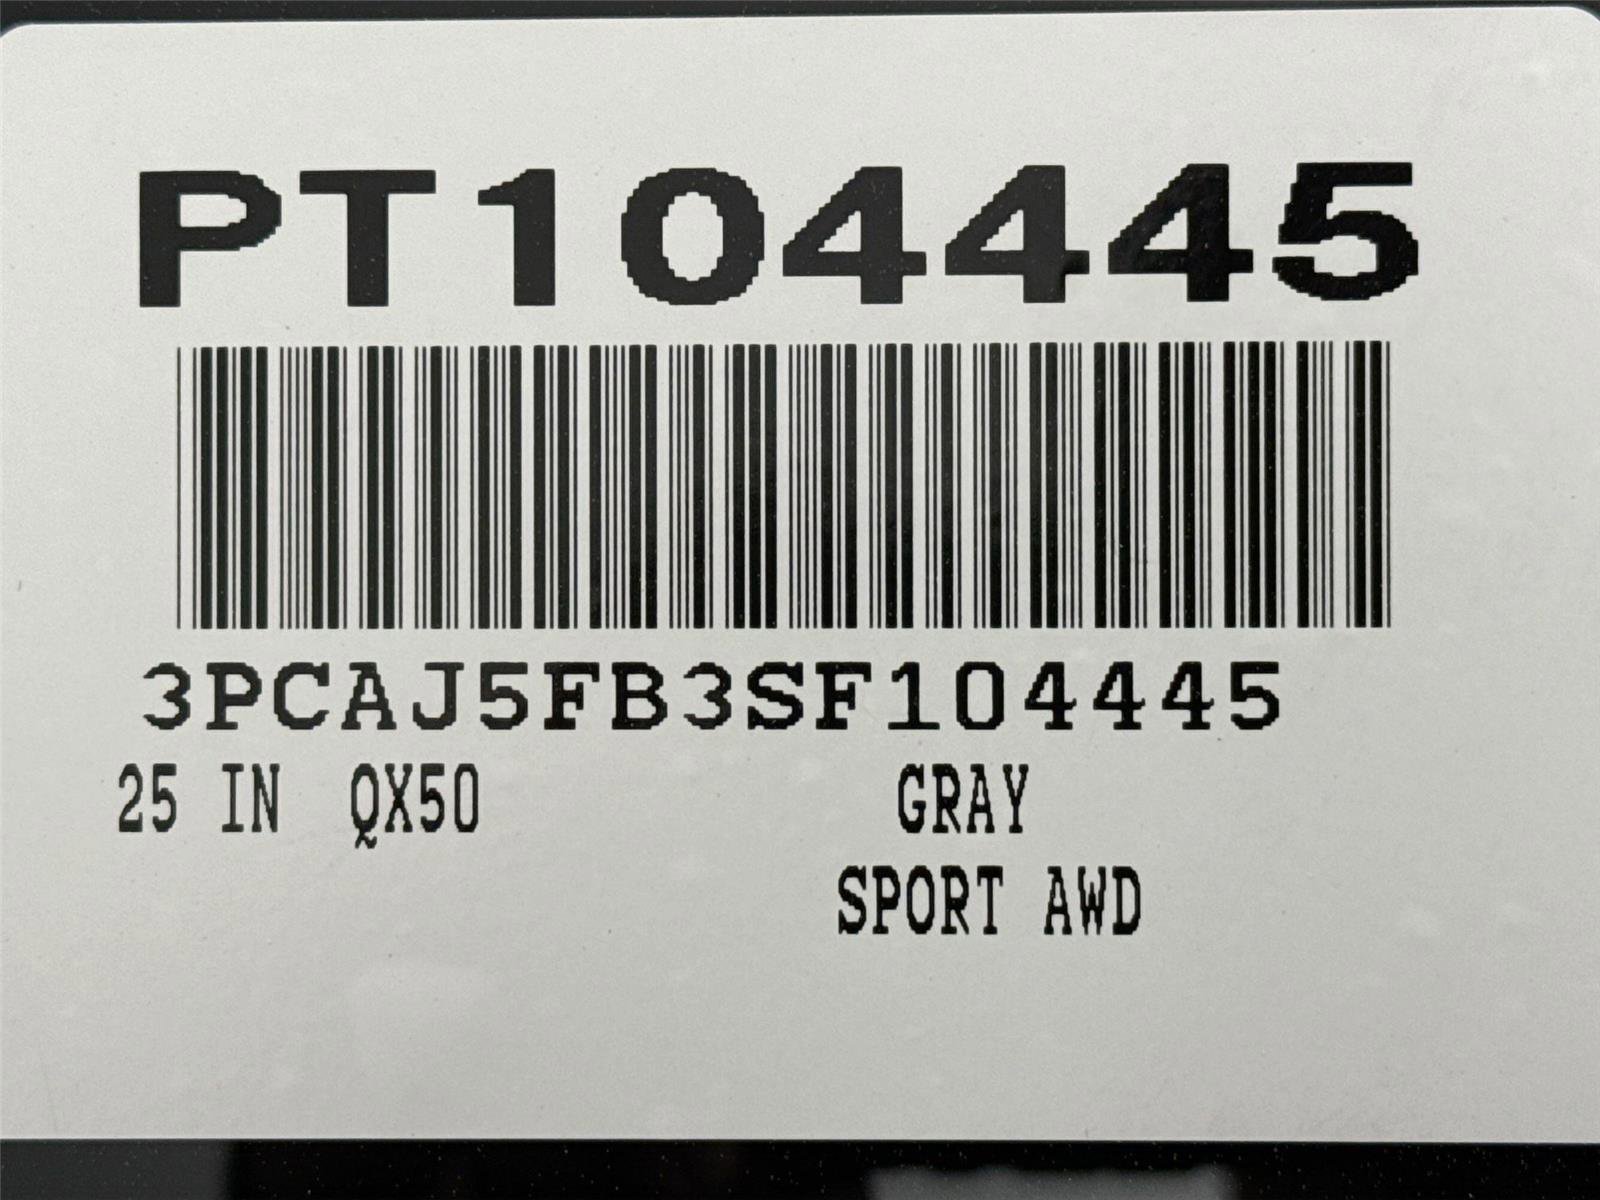 PT104445
3PCAJ5FB3SF104445
25 IN QX50 GRAY
SPORT AWD